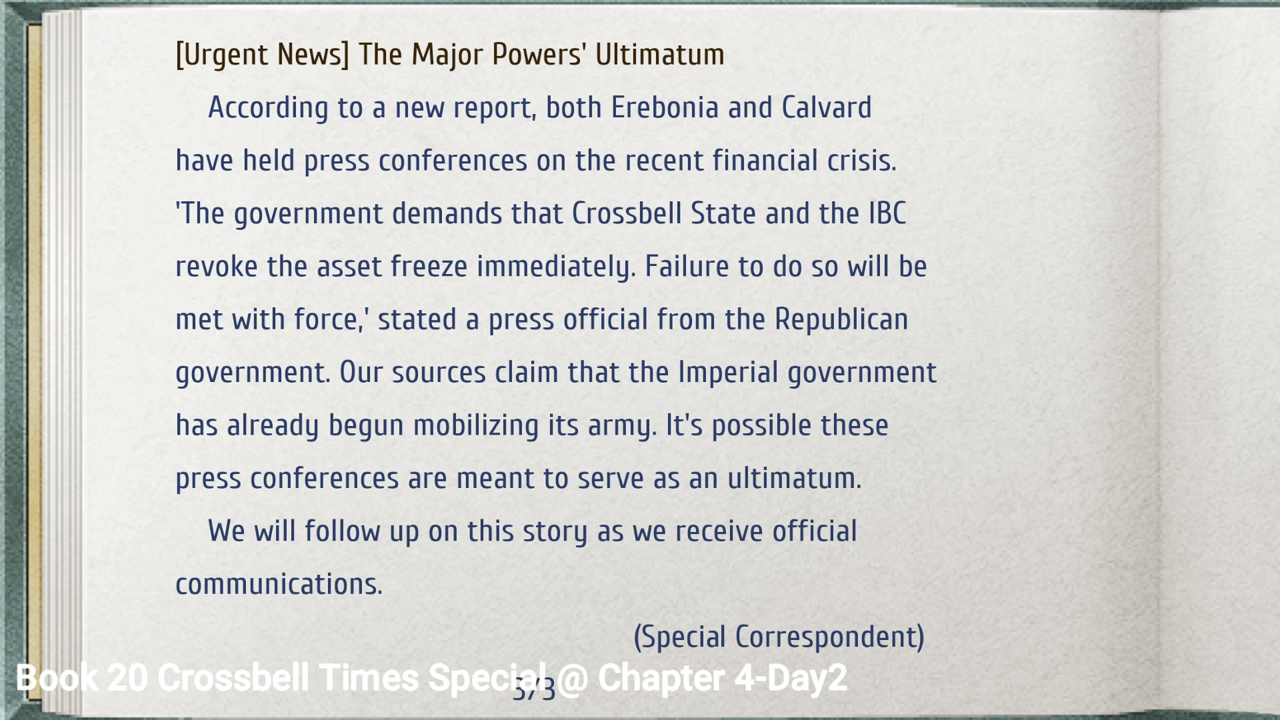 [Urgent News] The Major Powers' Ultimatum
According to a new report, both Erebonia and Calvard
have held press conferences on the recent financial crisis.
'The government demands that Crossbell State and the IBC
revoke the asset freeze immediately. Failure to do so will be
met with force,' stated a press official from the Republican
government. Our sources claim that the Imperial government
has already begun mobilizing its army. It's possible these
press conferences are meant to serve as an ultimatum.
We will follow up on this story as we receive official
communications.
(Special Correspondent)
Book 20 Crossbell Times Special @ Chapter 4-Day2
3/3